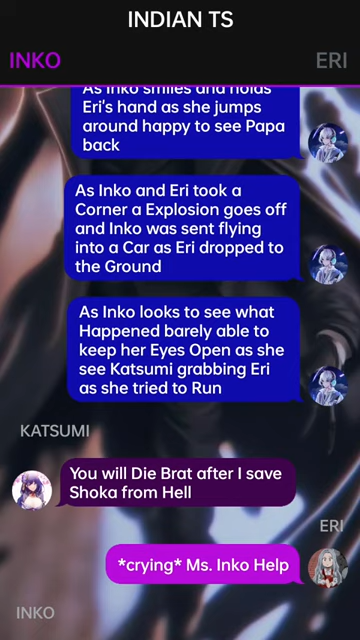 INDIAN TS
INKO
ERI
As Inko smiles and holds
Eri's hand as she jumps
around happy to see Papa
back
As Inko and Eri took a
Corner a Explosion goes off
and Inko was sent flying
into a Car as Eri dropped to
the Ground
As Inko looks to see what
Happened barely able to
keep her Eyes Open as she
see Katsumi grabbing Eri
as she tried to Run
KATSUMI
You will Die Brat after I save
Shoka from Hell
ERI
*crying* Ms. Inko Help
INKO